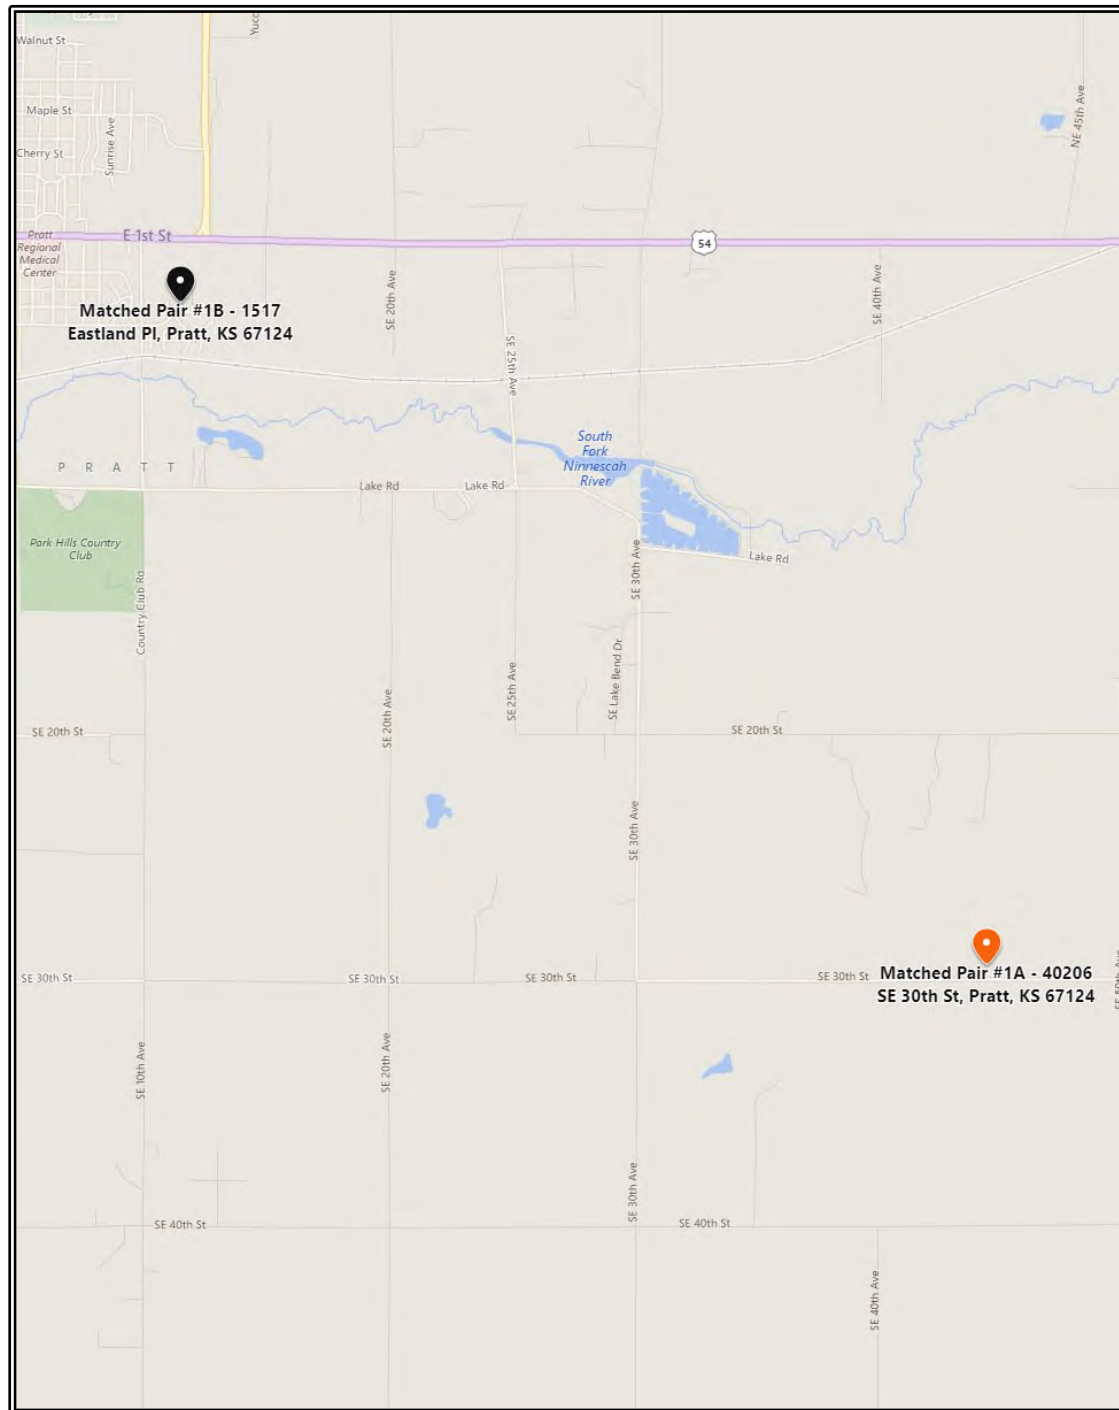 Yucc
Walnut St
Maple St
Sunrise Ave
Cherry St
NE 45th Ave
E 1st St
54
Pratt
Regional
Medical
Center
Matched Pair #1B - 1517
Eastland Pl, Pratt, KS 67124
SE 20th Ave
SE 40th Ave
SE 25th Ave
South
Fork
Ninnescah
River
P R A T T
Lake Rd
Lake Rd
Park Hills Country
Club
Lake Rd
SE 30th Ave
Country Club Rd
SE Lake Bend Dr
SE 25th Ave
SE 20th Ave
SE 20th St
SE 20th St
SE 30th Ave
SE 30th St
SE 30th St
SE 30th St
SE 30th St
Matched Pair #1A - 40206
SE 30th St, Pratt, KS 67124
SE 50th Ave
SE 10th Ave
SE 20th Ave
SE 30th Ave
SE 40th St
SE 40th St
SE 40th Ave